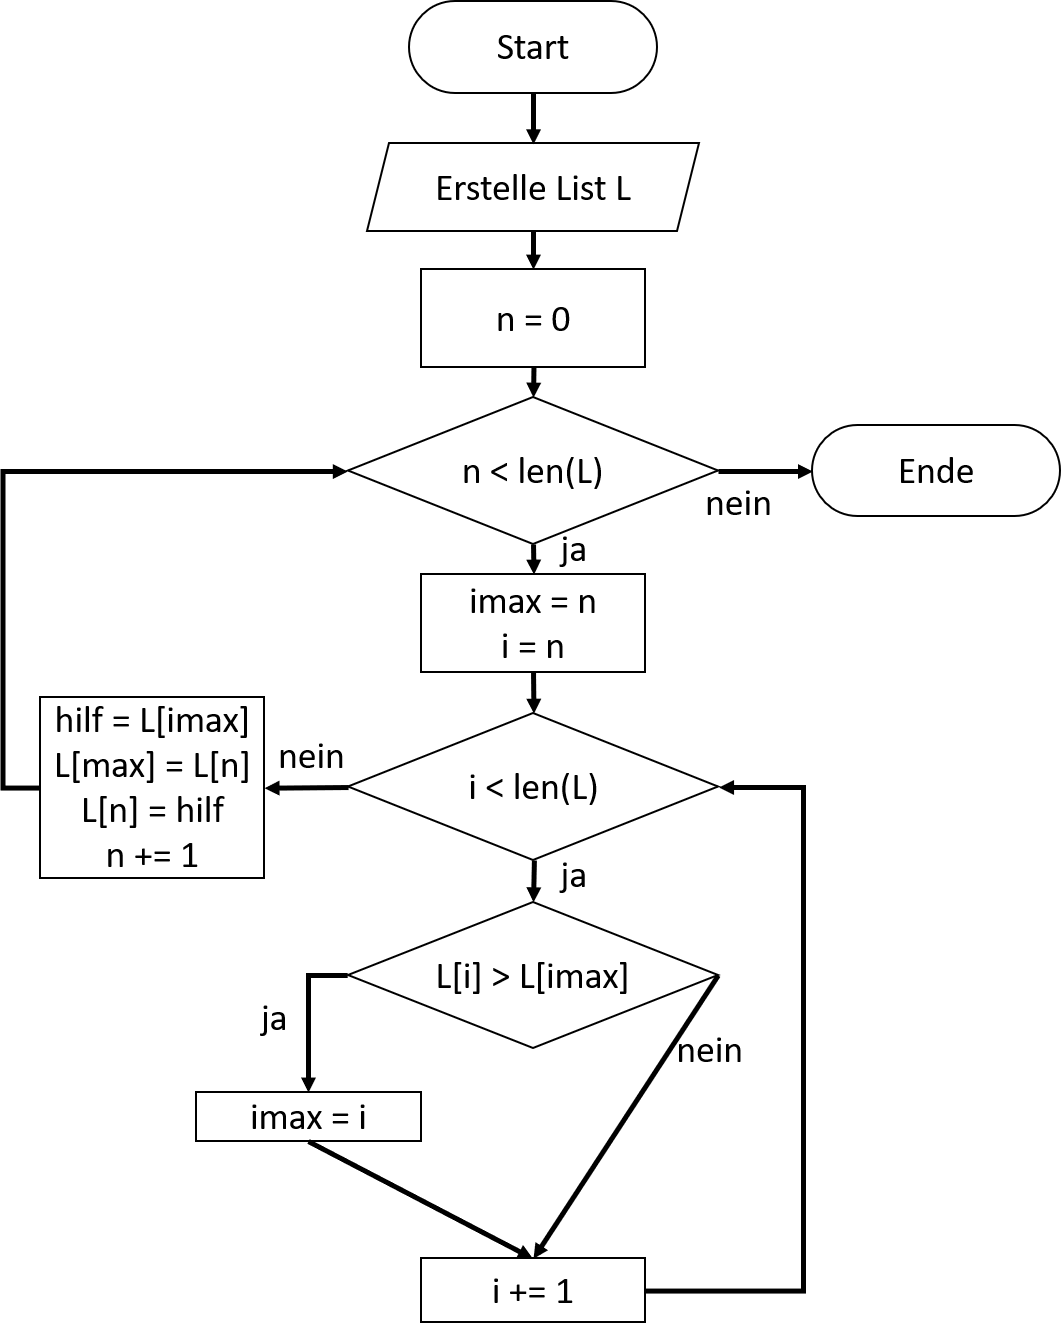 Start
Erstelle List L
n = 0
n < len(L)
nein
Ende
ja
imax = n
i = n
hilf = L[imax]
L[max] = L[n]
L[n] = hilf
n += 1
nein
i < len(L)
ja
L[i] > L[imax]
ja
nein
imax = i
i += 1